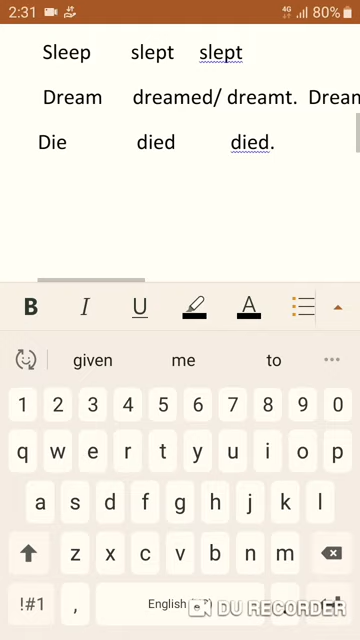 2:31 4G 80%
Sleep slept slept
Dream dreamed/ dreamt. Dream
Die died died.
B I U A
given me to
1 2 3 4 5 6 7 8 9 0
q w e r t y u i o p
a s d f g h j k l
z x c v b n m
!#1 , English
DU RECORDER